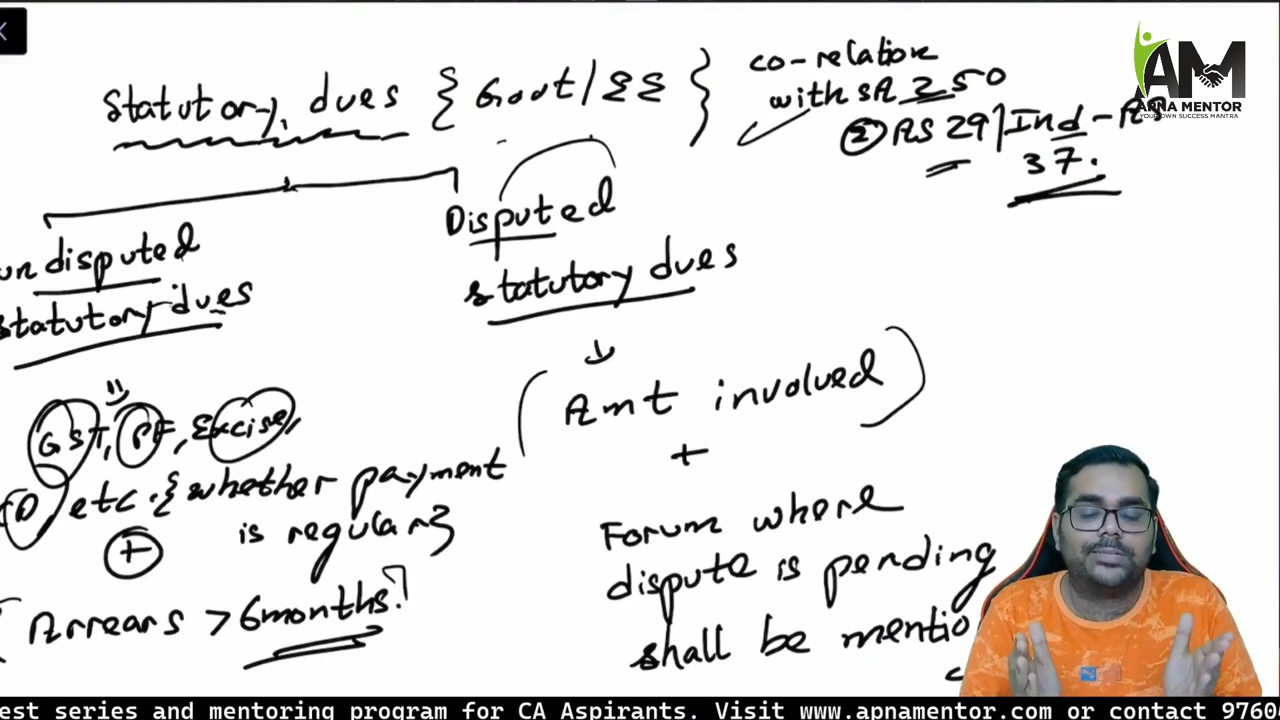 statutory dues { Govt / SE }
co-relation
with SA 250
② AS 29 / Ind-AS
37.
undisputed
statutory dues
GST, PF, Excise,
etc. { whether payment
is regular }
+
Arrears > 6 months?
Disputed
statutory dues
Amt involved
+
Forum where
dispute is pending
shall be mentio
AM
APNA MENTOR
YOUR OWN SUCCESS MANTRA
est series and mentoring program for CA Aspirants. Visit www.apnamentor.com or contact 9760